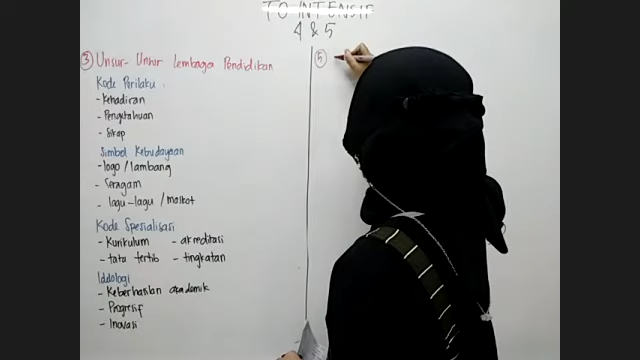 TO INTENSIF
4 & 5
③ Unsur-Unsur Lembaga Pendidikan
Kode Perilaku :
- Kehadiran
- Pengetahuan
- Sikap
Simbol Kebudayaan
- logo / lambang
- Seragam
- lagu-lagu / maskot
Kode Spesialisasi
- Kurikulum - akreditasi
- tata tertib - tingkatan
Ideologi
- Keberhasilan akademik
- Progresif
- Inovasi
⑤